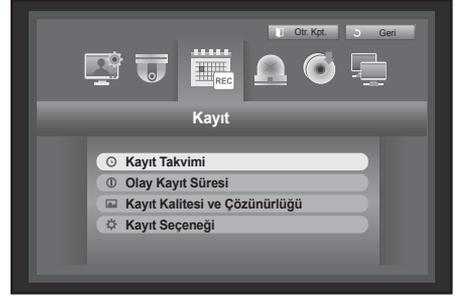 Otr. Kpt. Geri
REC
Kayıt
Kayıt Takvimi
Olay Kayıt Süresi
Kayıt Kalitesi ve Çözünürlüğü
Kayıt Seçeneği